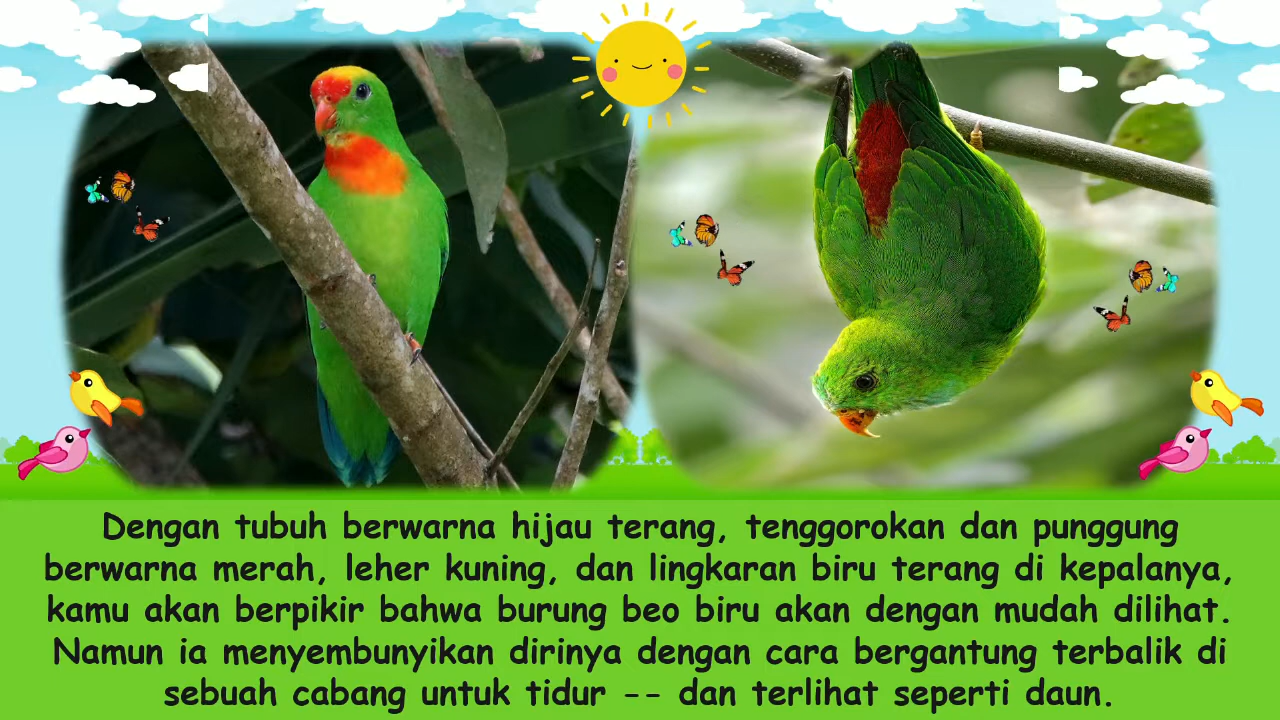 Dengan tubuh berwarna hijau terang, tenggorokan dan punggung
berwarna merah, leher kuning, dan lingkaran biru terang di kepalanya,
kamu akan berpikir bahwa burung beo biru akan dengan mudah dilihat.
Namun ia menyembunyikan dirinya dengan cara bergantung terbalik di
sebuah cabang untuk tidur -- dan terlihat seperti daun.